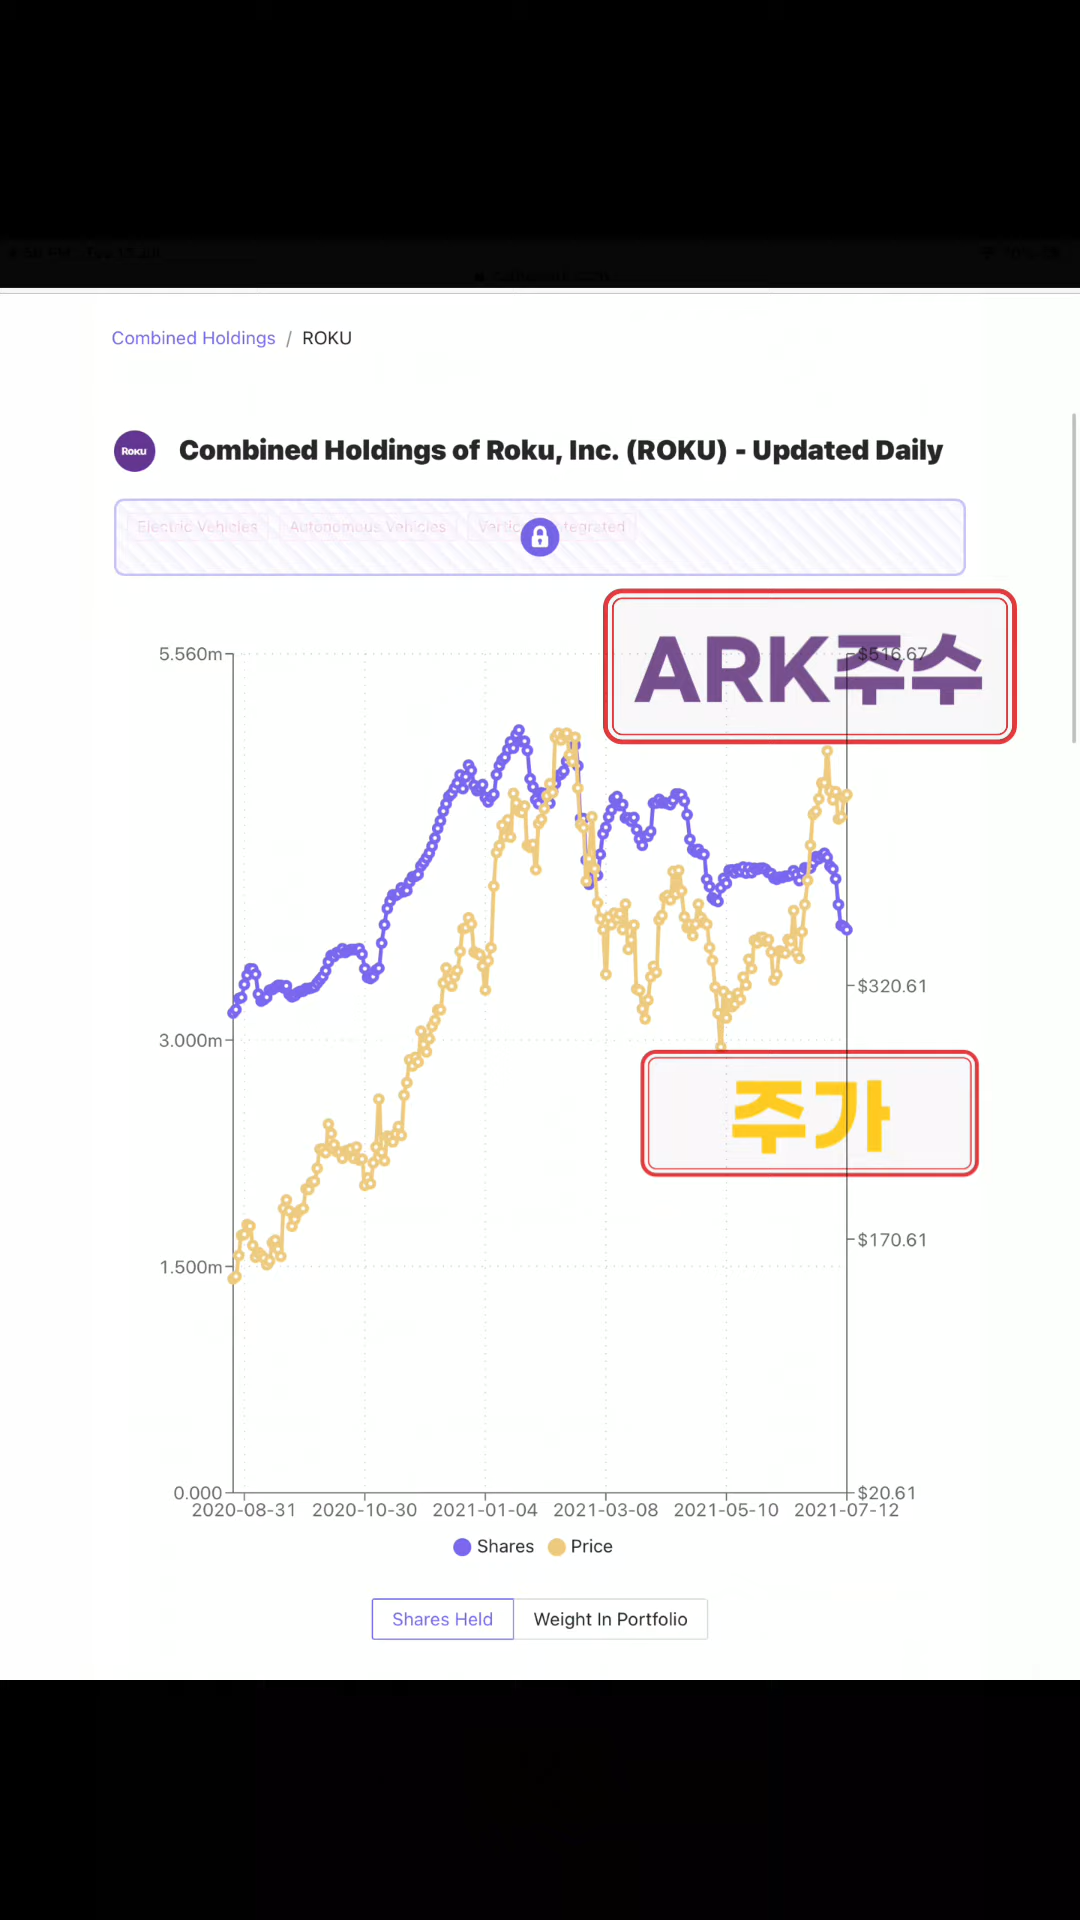 Combined Holdings / ROKU
Roku
Combined Holdings of Roku, Inc. (ROKU) - Updated Daily
Electric Vehicles Autonomous Vehicles
ARK주수
5.560m
$516.67
$320.61
3.000m
주가
$170.61
1.500m
0.000
$20.61
2020-08-31 2020-10-30 2021-01-04 2021-03-08 2021-05-10 2021-07-12
Shares Price
Shares Held Weight In Portfolio